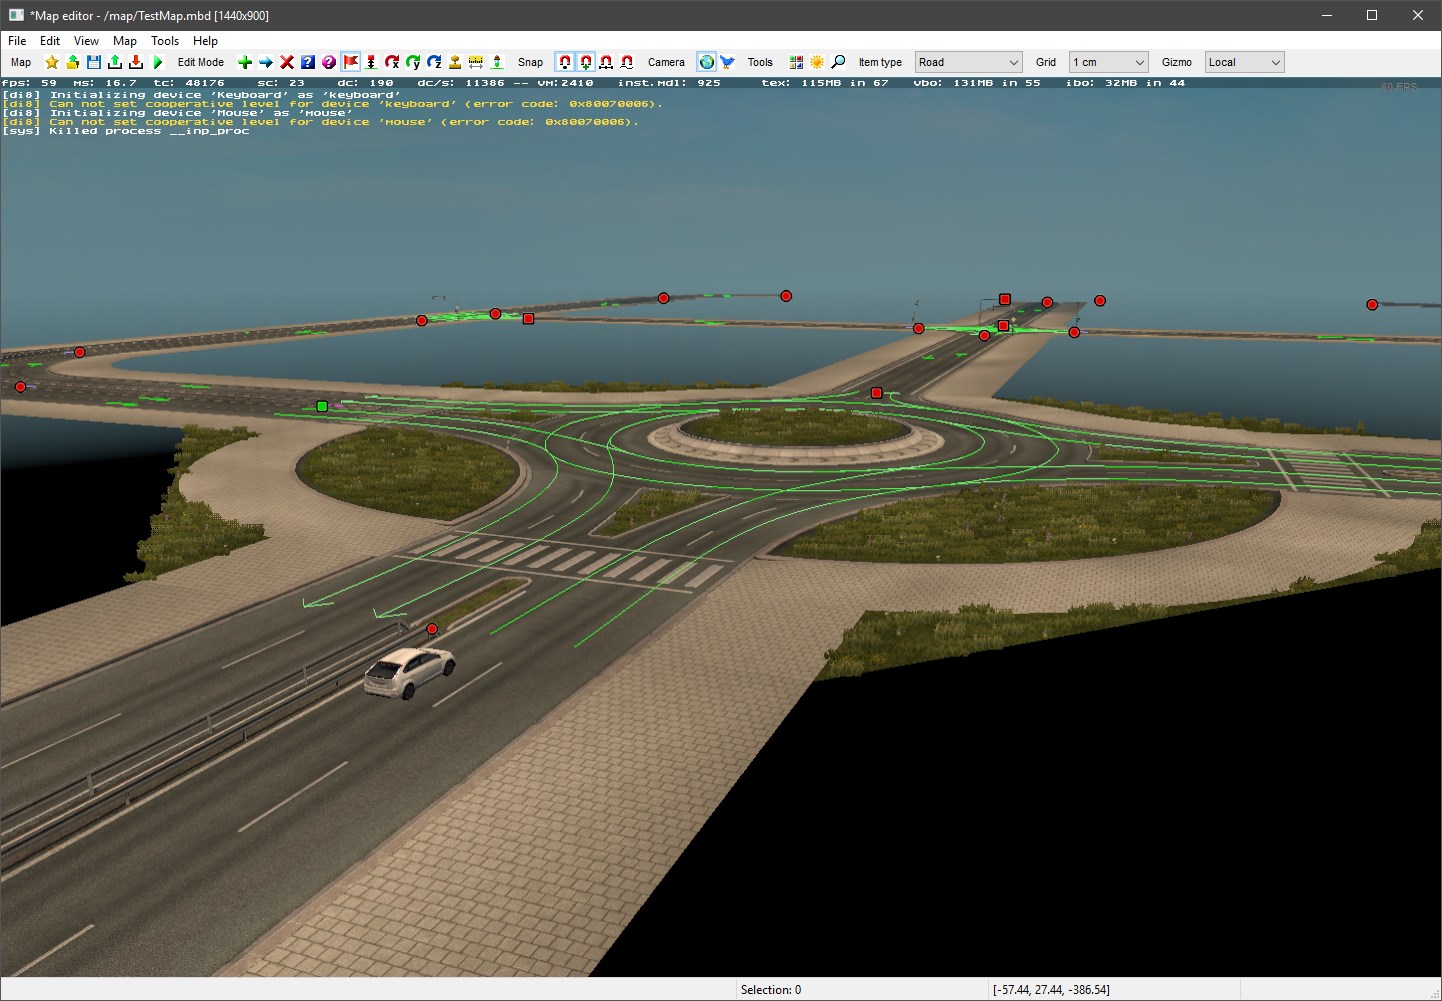 *Map editor - /map/TestMap.mbd [1440x900]
File Edit View Map Tools Help
Map Edit Mode Snap Camera Tools Item type Road Grid 1 cm Gizmo Local
fps: 59 ms: 16.7 tc: 48176 sc: 23 dc: 190 dc/s: 11386 -- VM:2410 inst.Mdl: 925 tex: 115MB in 67 vbo: 131MB in 55 ibo: 32MB in 44
60 FPS
[di8] Initializing device 'Keyboard' as 'keyboard'
[di8] Can not set cooperative level for device 'Keyboard' (error code: 0x80070006).
[di8] Initializing device 'Mouse' as 'mouse'
[di8] Can not set cooperative level for device 'Mouse' (error code: 0x80070006).
[sys] Killed process __inp_proc
Selection: 0 [-57.44, 27.44, -386.54]